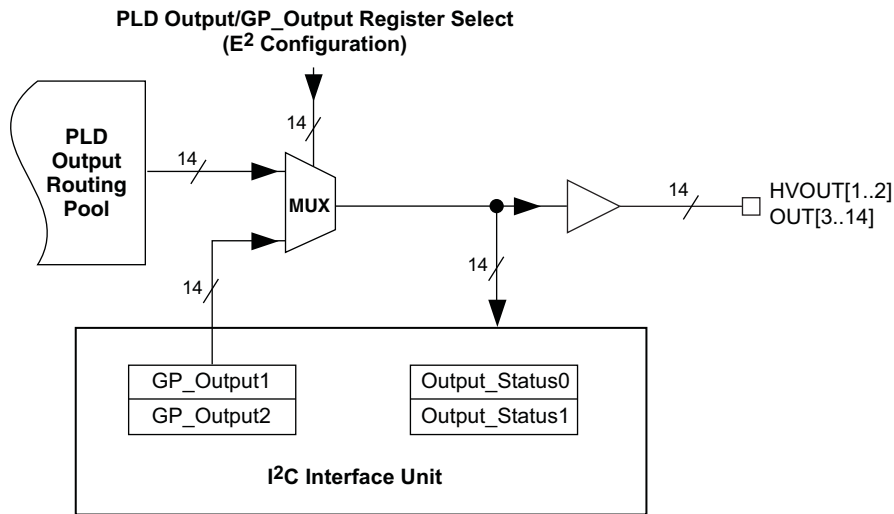 PLD Output/GP_Output Register Select
(E² Configuration)
14
PLD
Output
Routing
Pool
14
MUX
14
HVOUT[1..2]
OUT[3..14]
14
14
GP_Output1
GP_Output2
Output_Status0
Output_Status1
I²C Interface Unit